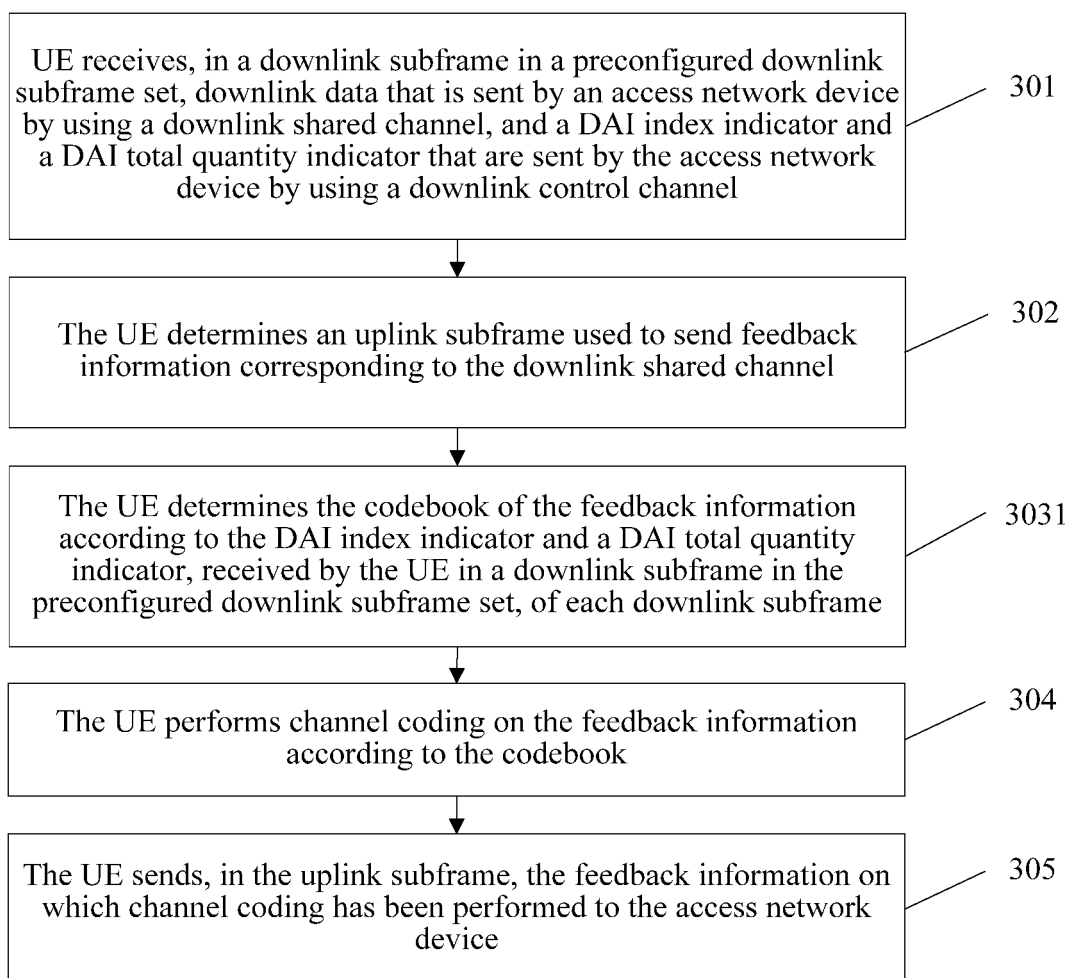 UE receives, in a downlink subframe in a preconfigured downlink
subframe set, downlink data that is sent by an access network device
by using a downlink shared channel, and a DAI index indicator and
a DAI total quantity indicator that are sent by the access network
device by using a downlink control channel
301
The UE determines an uplink subframe used to send feedback
information corresponding to the downlink shared channel
302
The UE determines the codebook of the feedback information
according to the DAI index indicator and a DAI total quantity
indicator, received by the UE in a downlink subframe in the
preconfigured downlink subframe set, of each downlink subframe
3031
The UE performs channel coding on the feedback information
according to the codebook
304
The UE sends, in the uplink subframe, the feedback information on
which channel coding has been performed to the access network
device
305